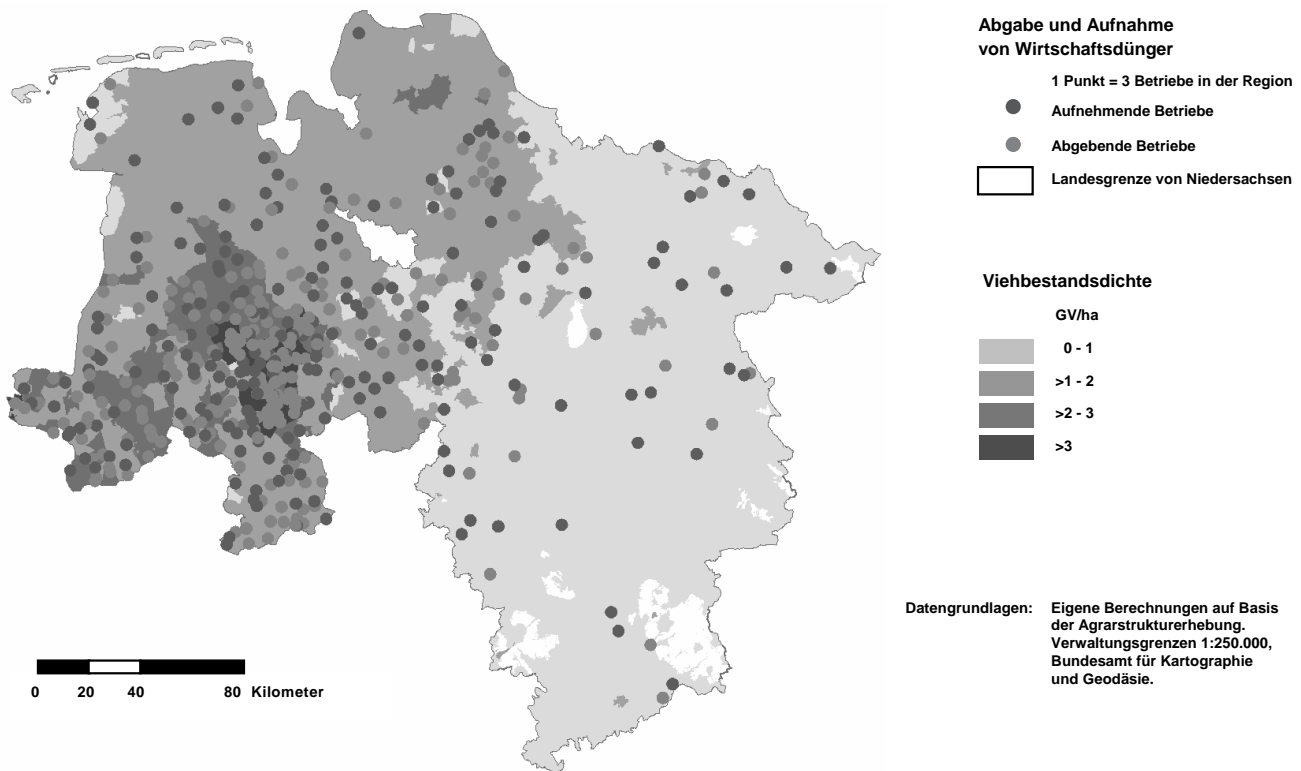 Abgabe und Aufnahme
von Wirtschaftsdünger
1 Punkt = 3 Betriebe in der Region
Aufnehmende Betriebe
Abgebende Betriebe
Landesgrenze von Niedersachsen
Viehbestandsdichte
GV/ha
0 - 1
>1 - 2
>2 - 3
>3
Datengrundlagen: Eigene Berechnungen auf Basis
der Agrarstrukturerhebung.
Verwaltungsgrenzen 1:250.000,
Bundesamt für Kartographie
und Geodäsie.
0 20 40 80 Kilometer